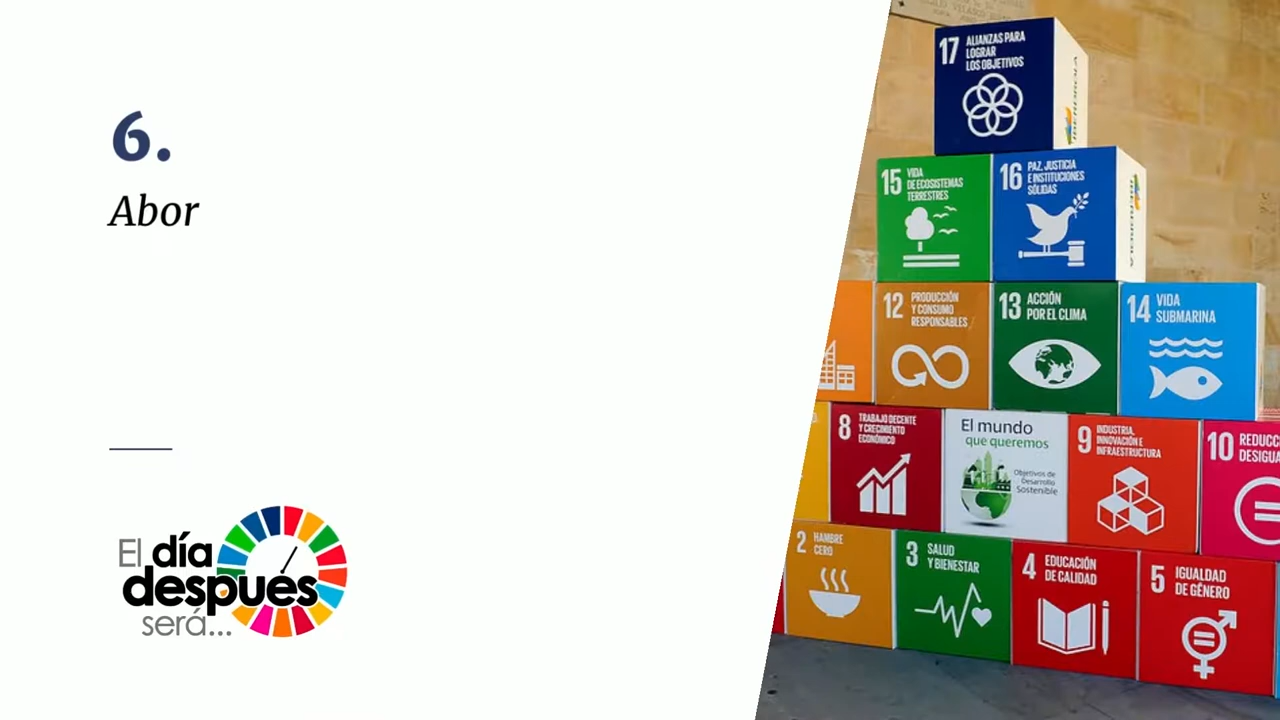 6.
Abor
El día
después
será...
17 ALIANZAS PARA
LOGRAR
LOS OBJETIVOS
IBERDROLA
15 VIDA
DE ECOSISTEMAS
TERRESTRES
16 PAZ, JUSTICIA
E INSTITUCIONES
SÓLIDAS
IBERDROLA
12 PRODUCCIÓN
Y CONSUMO
RESPONSABLES
13 ACCIÓN
POR EL CLIMA
14 VIDA
SUBMARINA
8 TRABAJO DECENTE
Y CRECIMIENTO
ECONÓMICO
El mundo
que queremos
Objetivos de
Desarrollo
Sostenible
9 INDUSTRIA,
INNOVACIÓN E
INFRAESTRUCTURA
10 REDUCC
DESIGUA
2 HAMBRE
CERO
3 SALUD
Y BIENESTAR
4 EDUCACIÓN
DE CALIDAD
5 IGUALDAD
DE GÉNERO